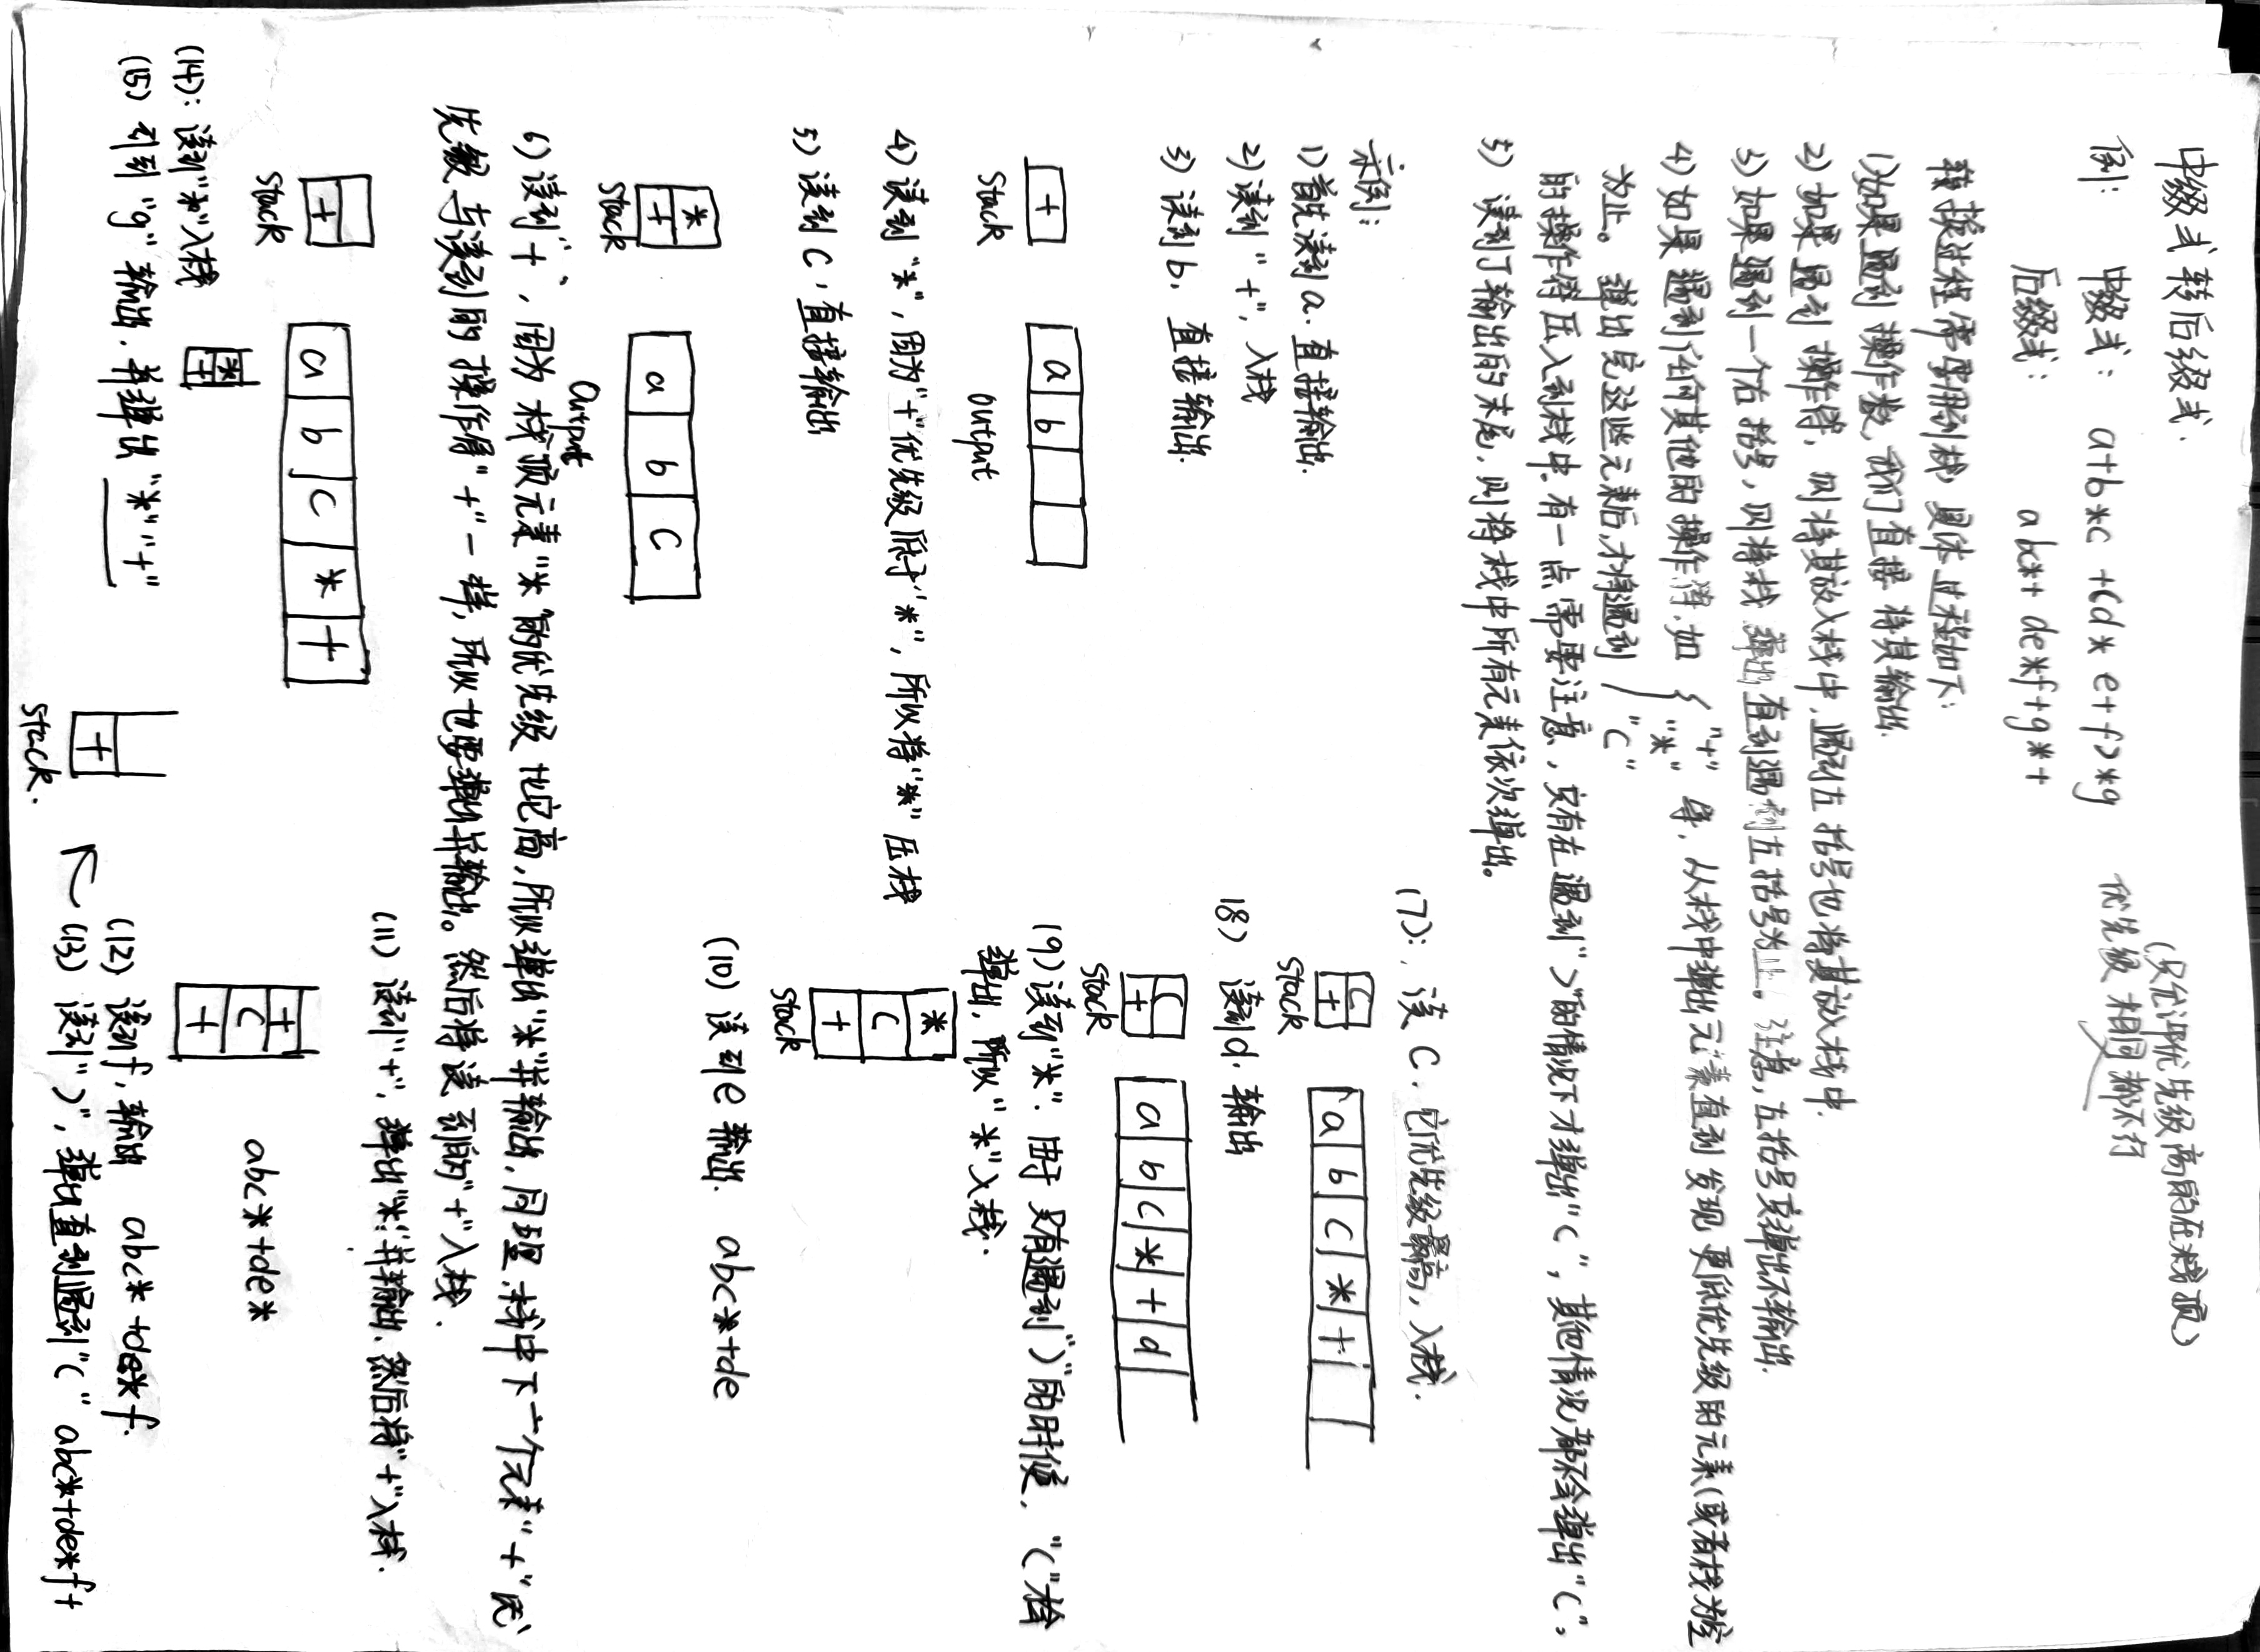 中缀式转后缀式.
(只允许优先级高的在栈顶)
优先级相同都不行
例: 中缀式: a+b*c +(d* e+f)*g
后缀式: abc*+ de*f+g*+
转换过程需要用到栈, 具体过程如下:
1)如果遇到操作数, 我们直接将其输出.
2) 如果遇到操作符, 则将其放入栈中, 遇到左括号也将其放入栈中.
3) 如果遇到一个右括号, 则将栈弹出直到遇到左括号为止。注意, 左括号只弹出不输出.
4) 如果遇到任何其他的操作符, 如 "+" "*" "(" 等, 从栈中弹出元素直到发现更低优先级的元素(或者栈为空
为止。弹出完这些元素后, 才将遇到
的操作符压入到栈中. 有一点需要注意, 只有在遇到")"的情况下才弹出"(", 其他情况都不会弹出"("。
5) 读到了输出的末尾, 则将栈中所有元素依次弹出。
示例:
1)首先读到a. 直接输出.
2)读到"+", 入栈
3) 读到b, 直接输出.
+
a b
stack
output
4) 读到"*", 因为"+"优先级低于"*", 所以将"*"压栈
5) 读到C, 直接输出
*
+
a b C
stack
Output
6) 读到"+", 因为栈顶元素"*"的优先级比它高, 所以弹出"*"并输出, 同理, 栈中下一个元素"+"优
先级与读到的操作符"+"一样, 所以也要弹出并输出。然后将读到的"+"入栈.
+
a b c * +
stack
(7): 读(. 它优先级最高, 入栈.
(
+
a b c * +
stack
(8) 读到d. 输出
(
+
a b c * + d
stack
(9)读到"*". 由于只有遇到")"的时候, "("才会
弹出, 所以"*"入栈.
*
(
+
stack
(10) 读到e 输出. abc*+de
(11) 读到"+", 弹出"*"并输出. 然后将"+"入栈.
+
(
+
abc*+de*
(12) 读到f, 输出 abc*+de*f.
(13) 读到")", 弹出直到遇到"(" abc*+de*f+
+
stack.
(14): 读到"*"入栈
*
+
(15) 到"g" 输出. 并弹出"*" "+"